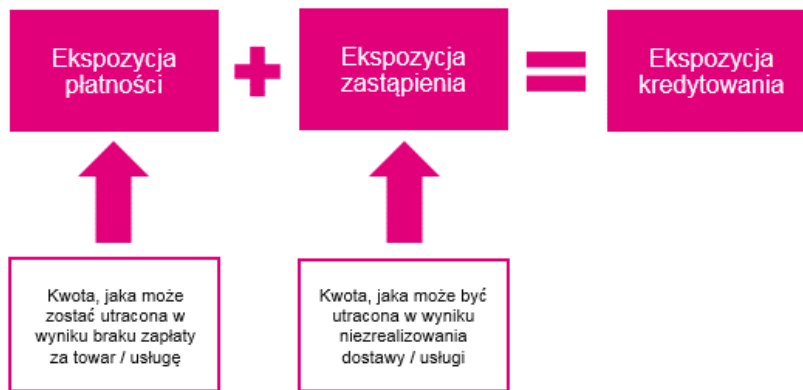 Ekspozycja
płatności
+
Ekspozycja
zastąpienia
=
Ekspozycja
kredytowania
Kwota, jaka może
zostać utracona w
wyniku braku zapłaty
za towar / usługę
Kwota, jaka może być
utracona w wyniku
niezrealizowania
dostawy / usługi